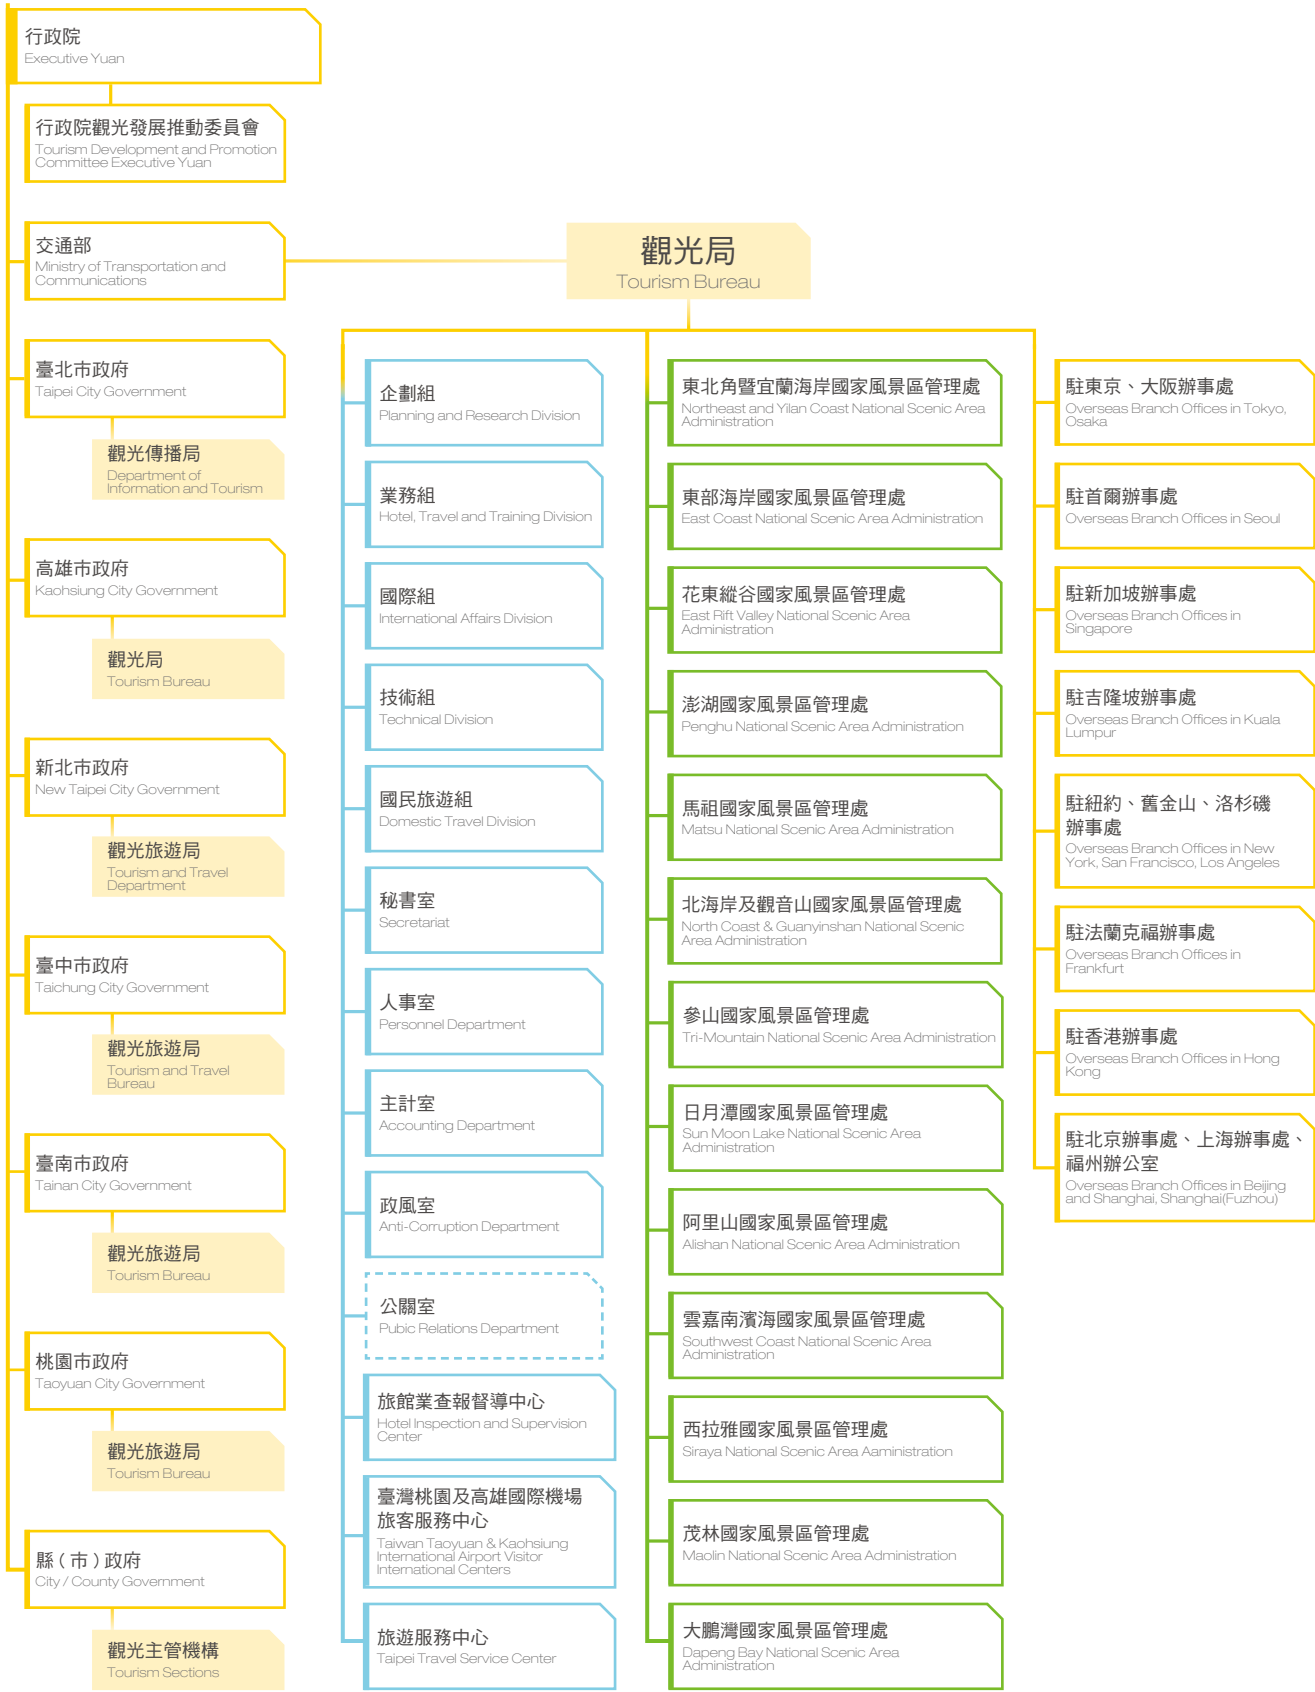 行政院
Executive Yuan
行政院觀光發展推動委員會
Tourism Development and Promotion
Committee Executive Yuan
交通部
Ministry of Transportation and
Communications
臺北市政府
Taipei City Government
觀光傳播局
Department of
Information and Tourism
高雄市政府
Kaohsiung City Government
觀光局
Tourism Bureau
新北市政府
New Taipei City Government
觀光旅遊局
Tourism and Travel
Department
臺中市政府
Taichung City Government
觀光旅遊局
Tourism and Travel
Bureau
臺南市政府
Tainan City Government
觀光旅遊局
Tourism Bureau
桃園市政府
Taoyuan City Government
觀光旅遊局
Tourism Bureau
縣（市）政府
City / County Government
觀光主管機構
Tourism Sections
觀光局
Tourism Bureau
企劃組
Planning and Research Division
業務組
Hotel, Travel and Training Division
國際組
International Affairs Division
技術組
Technical Division
國民旅遊組
Domestic Travel Division
秘書室
Secretariat
人事室
Personnel Department
主計室
Accounting Department
政風室
Anti-Corruption Department
公關室
Pubic Relations Department
旅館業查報督導中心
Hotel Inspection and Supervision
Center
臺灣桃園及高雄國際機場
旅客服務中心
Taiwan Taoyuan & Kaohsiung
International Airport Visitor
International Centers
旅遊服務中心
Taipei Travel Service Center
東北角暨宜蘭海岸國家風景區管理處
Northeast and Yilan Coast National Scenic Area
Administration
東部海岸國家風景區管理處
East Coast National Scenic Area Administration
花東縱谷國家風景區管理處
East Rift Valley National Scenic Area
Administration
澎湖國家風景區管理處
Penghu National Scenic Area Administration
馬祖國家風景區管理處
Matsu National Scenic Area Administration
北海岸及觀音山國家風景區管理處
North Coast & Guanyinshan National Scenic
Area Administration
參山國家風景區管理處
Tri-Mountain National Scenic Area Administration
日月潭國家風景區管理處
Sun Moon Lake National Scenic Area
Administration
阿里山國家風景區管理處
Alishan National Scenic Area Administration
雲嘉南濱海國家風景區管理處
Southwest Coast National Scenic Area
Administration
西拉雅國家風景區管理處
Siraya National Scenic Area Aaministration
茂林國家風景區管理處
Maolin National Scenic Area Administration
大鵬灣國家風景區管理處
Dapeng Bay National Scenic Area
Administration
駐東京、大阪辦事處
Overseas Branch Offices in Tokyo,
Osaka
駐首爾辦事處
Overseas Branch Offices in Seoul
駐新加坡辦事處
Overseas Branch Offices in
Singapore
駐吉隆坡辦事處
Overseas Branch Offices in Kuala
Lumpur
駐紐約、舊金山、洛杉磯
辦事處
Overseas Branch Offices in New
York, San Francisco, Los Angeles
駐法蘭克福辦事處
Overseas Branch Offices in
Frankfurt
駐香港辦事處
Overseas Branch Offices in Hong
Kong
駐北京辦事處、上海辦事處、
福州辦公室
Overseas Branch Offices in Beijing
and Shanghai, Shanghai(Fuzhou)